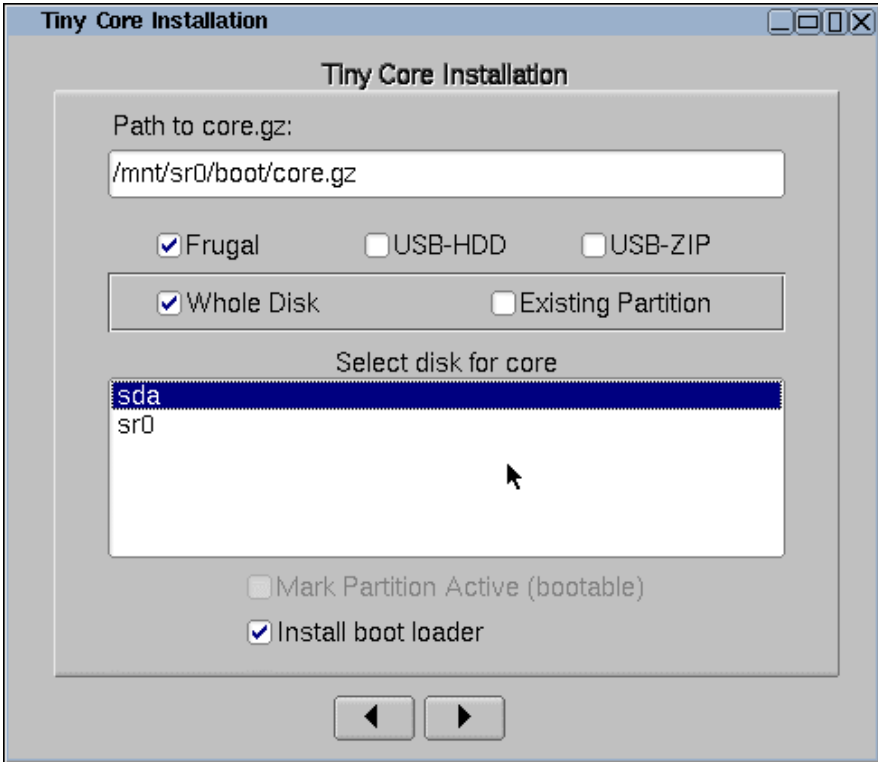 Tiny Core Installation
Tiny Core Installation
Path to core.gz:
/mnt/sr0/boot/core.gz
Frugal USB-HDD USB-ZIP
Whole Disk Existing Partition
Select disk for core
sda
sr0
Mark Partition Active (bootable)
Install boot loader